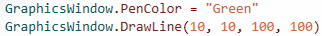 GraphicsWindow.PenColor = "Green"
GraphicsWindow.DrawLine(10, 10, 100, 100)